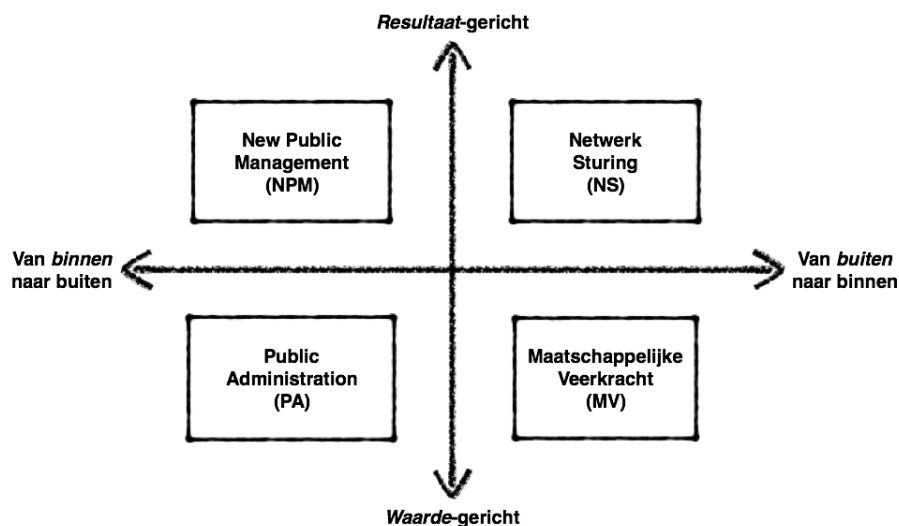 Resultaat-gericht
New Public
Management
(NPM)
Netwerk
Sturing
(NS)
Van binnen
naar buiten
Van buiten
naar binnen
Public
Administration
(PA)
Maatschappelijke
Veerkracht
(MV)
Waarde-gericht